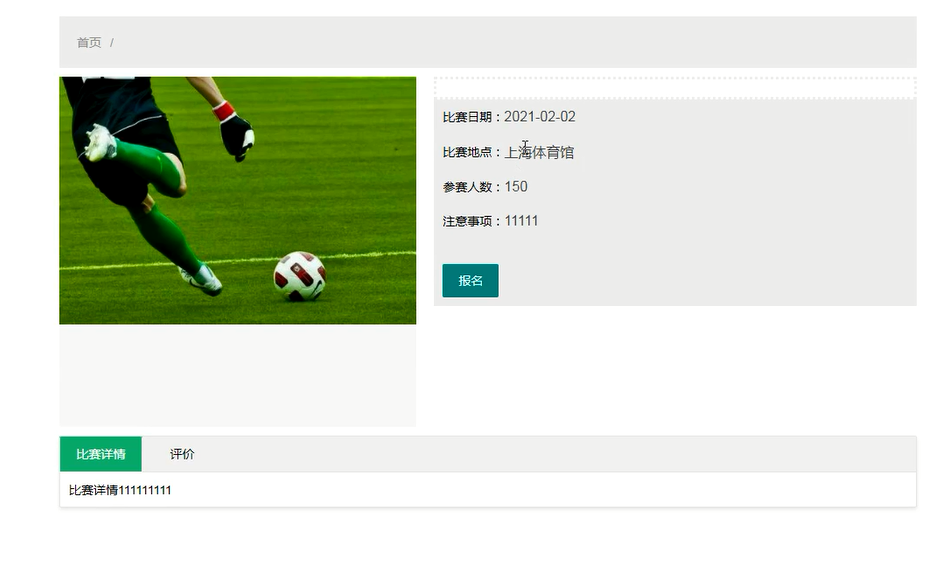 首页 /
比赛日期：2021-02-02
比赛地点：上海体育馆
参赛人数：150
注意事项：11111
报名
比赛详情 评价
比赛详情111111111